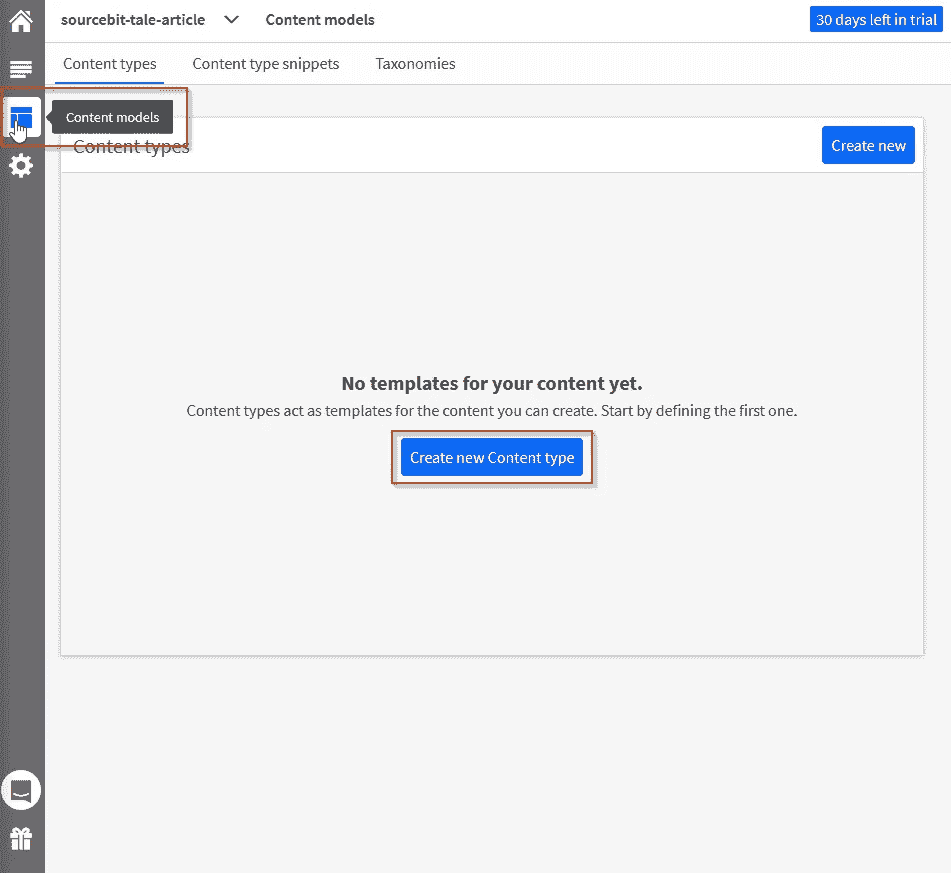 sourcebit-tale-article Content models 30 days left in trial
Content types Content type snippets Taxonomies
Content models
Content types Create new
No templates for your content yet.
Content types act as templates for the content you can create. Start by defining the first one.
Create new Content type